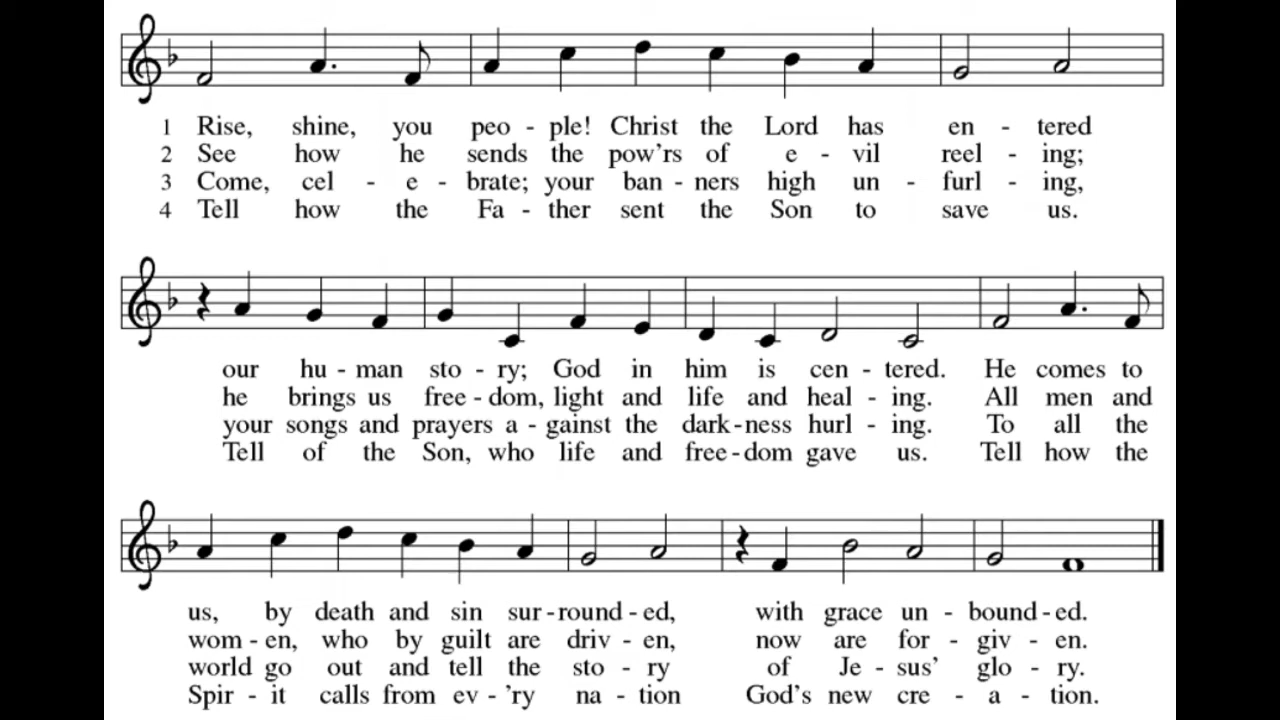 1 Rise, shine, you peo - ple! Christ the Lord has en - tered
2 See how he sends the pow'rs of e - vil reel - ing;
3 Come, cel - e - brate; your ban - ners high un - furl - ing,
4 Tell how the Fa - ther sent the Son to save us.
our hu - man sto - ry; God in him is cen - tered. He comes to
he brings us free - dom, light and life and heal - ing. All men and
your songs and prayers a - gainst the dark - ness hurl - ing. To all the
Tell of the Son, who life and free - dom gave us. Tell how the
us, by death and sin sur - round - ed, with grace un - bound - ed.
wom - en, who by guilt are driv - en, now are for - giv - en.
world go out and tell the sto - ry of Je - sus' glo - ry.
Spir - it calls from ev - 'ry na - tion God's new cre - a - tion.